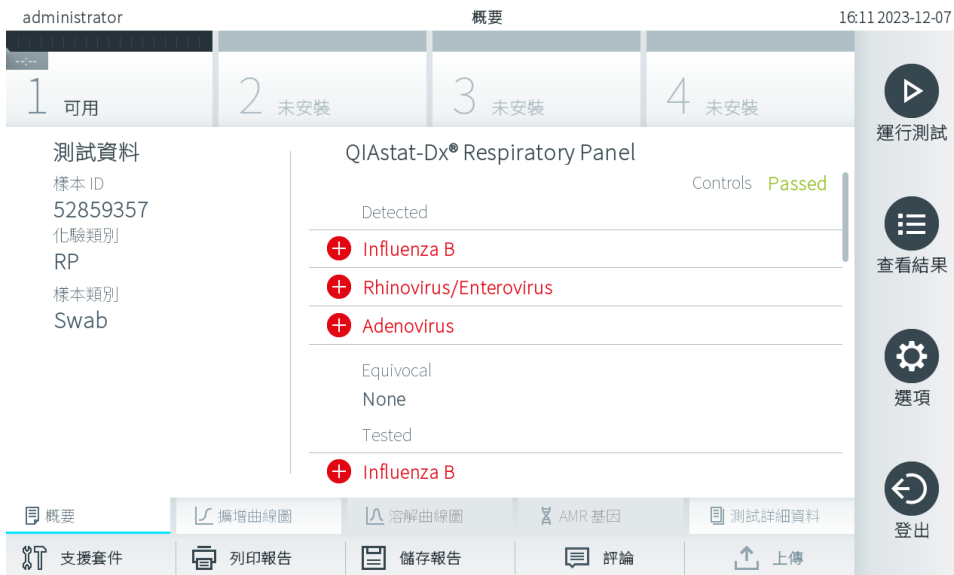 administrator
概要
16:11 2023-12-07
--:--
1 可用
2 未安裝
3 未安裝
4 未安裝
運行測試
測試資料
樣本 ID
52859357
化驗類別
RP
樣本類別
Swab
QIAstat-Dx® Respiratory Panel
Controls Passed
Detected
Influenza B
Rhinovirus/Enterovirus
Adenovirus
Equivocal
None
Tested
Influenza B
查看結果
選項
登出
概要
擴增曲線圖
溶解曲線圖
AMR 基因
測試詳細資料
支援套件
列印報告
儲存報告
評論
上傳